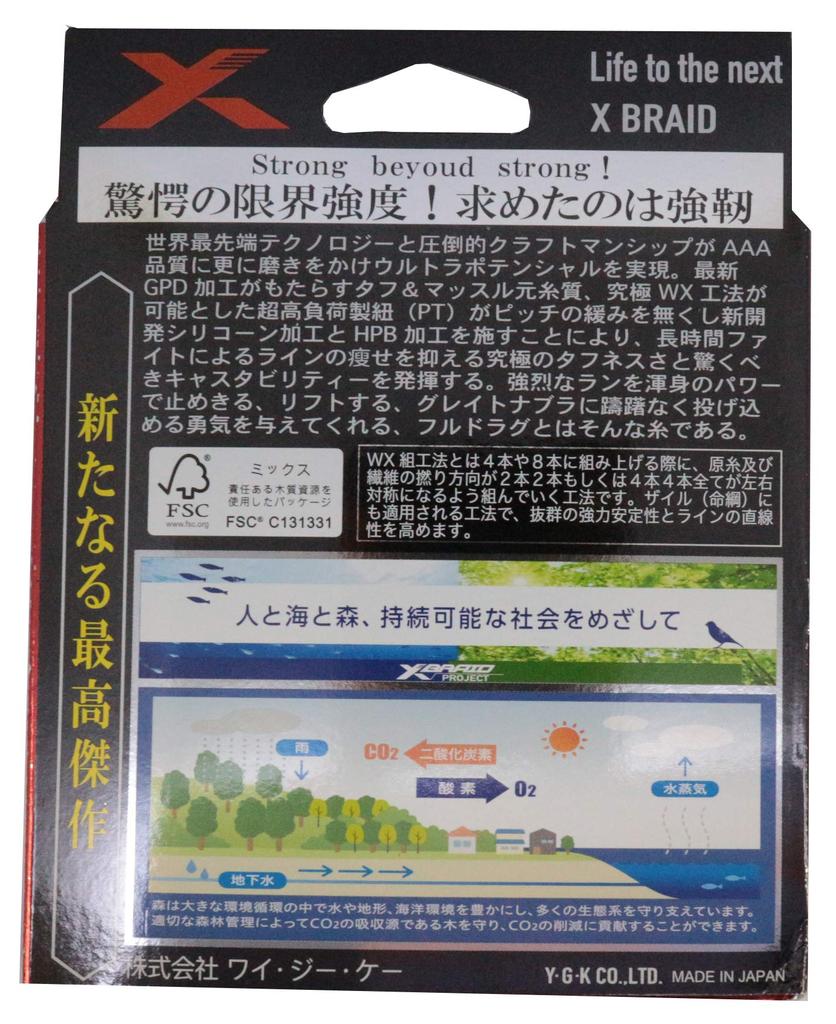 Life to the next
X BRAID
Strong beyoud strong!
驚愕の限界強度！求めたのは強靭
世界最先端テクノロジーと圧倒的クラフトマンシップがAAA
品質に更に磨きをかけウルトラポテンシャルを実現。最新
GPD加工がもたらすタフ＆マッスル元糸質、究極WX工法が
可能とした超高負荷製紐（PT）がピッチの緩みを無くし新開
発シリコーン加工とHPB加工を施すことにより、長時間ファ
イトによるラインの痩せを抑える究極のタフネスさと驚くべ
きキャスタビリティーを発揮する。強烈なランを渾身のパワー
で止めきる、リフトする、グレイトナブラに躊躇なく投げ込
める勇気を与えてくれる、フルドラグとはそんな糸である。
新たなる最高傑作
FSC
www.fsc.org
ミックス
責任ある木質資源を
使用したパッケージ
FSC® C131331
WX組工法とは4本や8本に組み上げる際に、原糸及び
繊維の撚り方向が2本2本もしくは4本4本全てが左右
対称になるよう組んでいく工法です。ザイル（命綱）に
も適用される工法で、抜群の強力安定性とラインの直線
性を高めます。
人と海と森、持続可能な社会をめざして
X BRAID
PROJECT
雨
CO2
二酸化炭素
酸素
O2
水蒸気
地下水
森は大きな環境循環の中で水や地形、海洋環境を豊かにし、多くの生態系を守り支えています。
適切な森林管理によってCO2の吸収源である木を守り、CO2の削減に貢献することができます。
株式会社 ワイ・ジー・ケー
Y·G·K CO.,LTD. MADE IN JAPAN